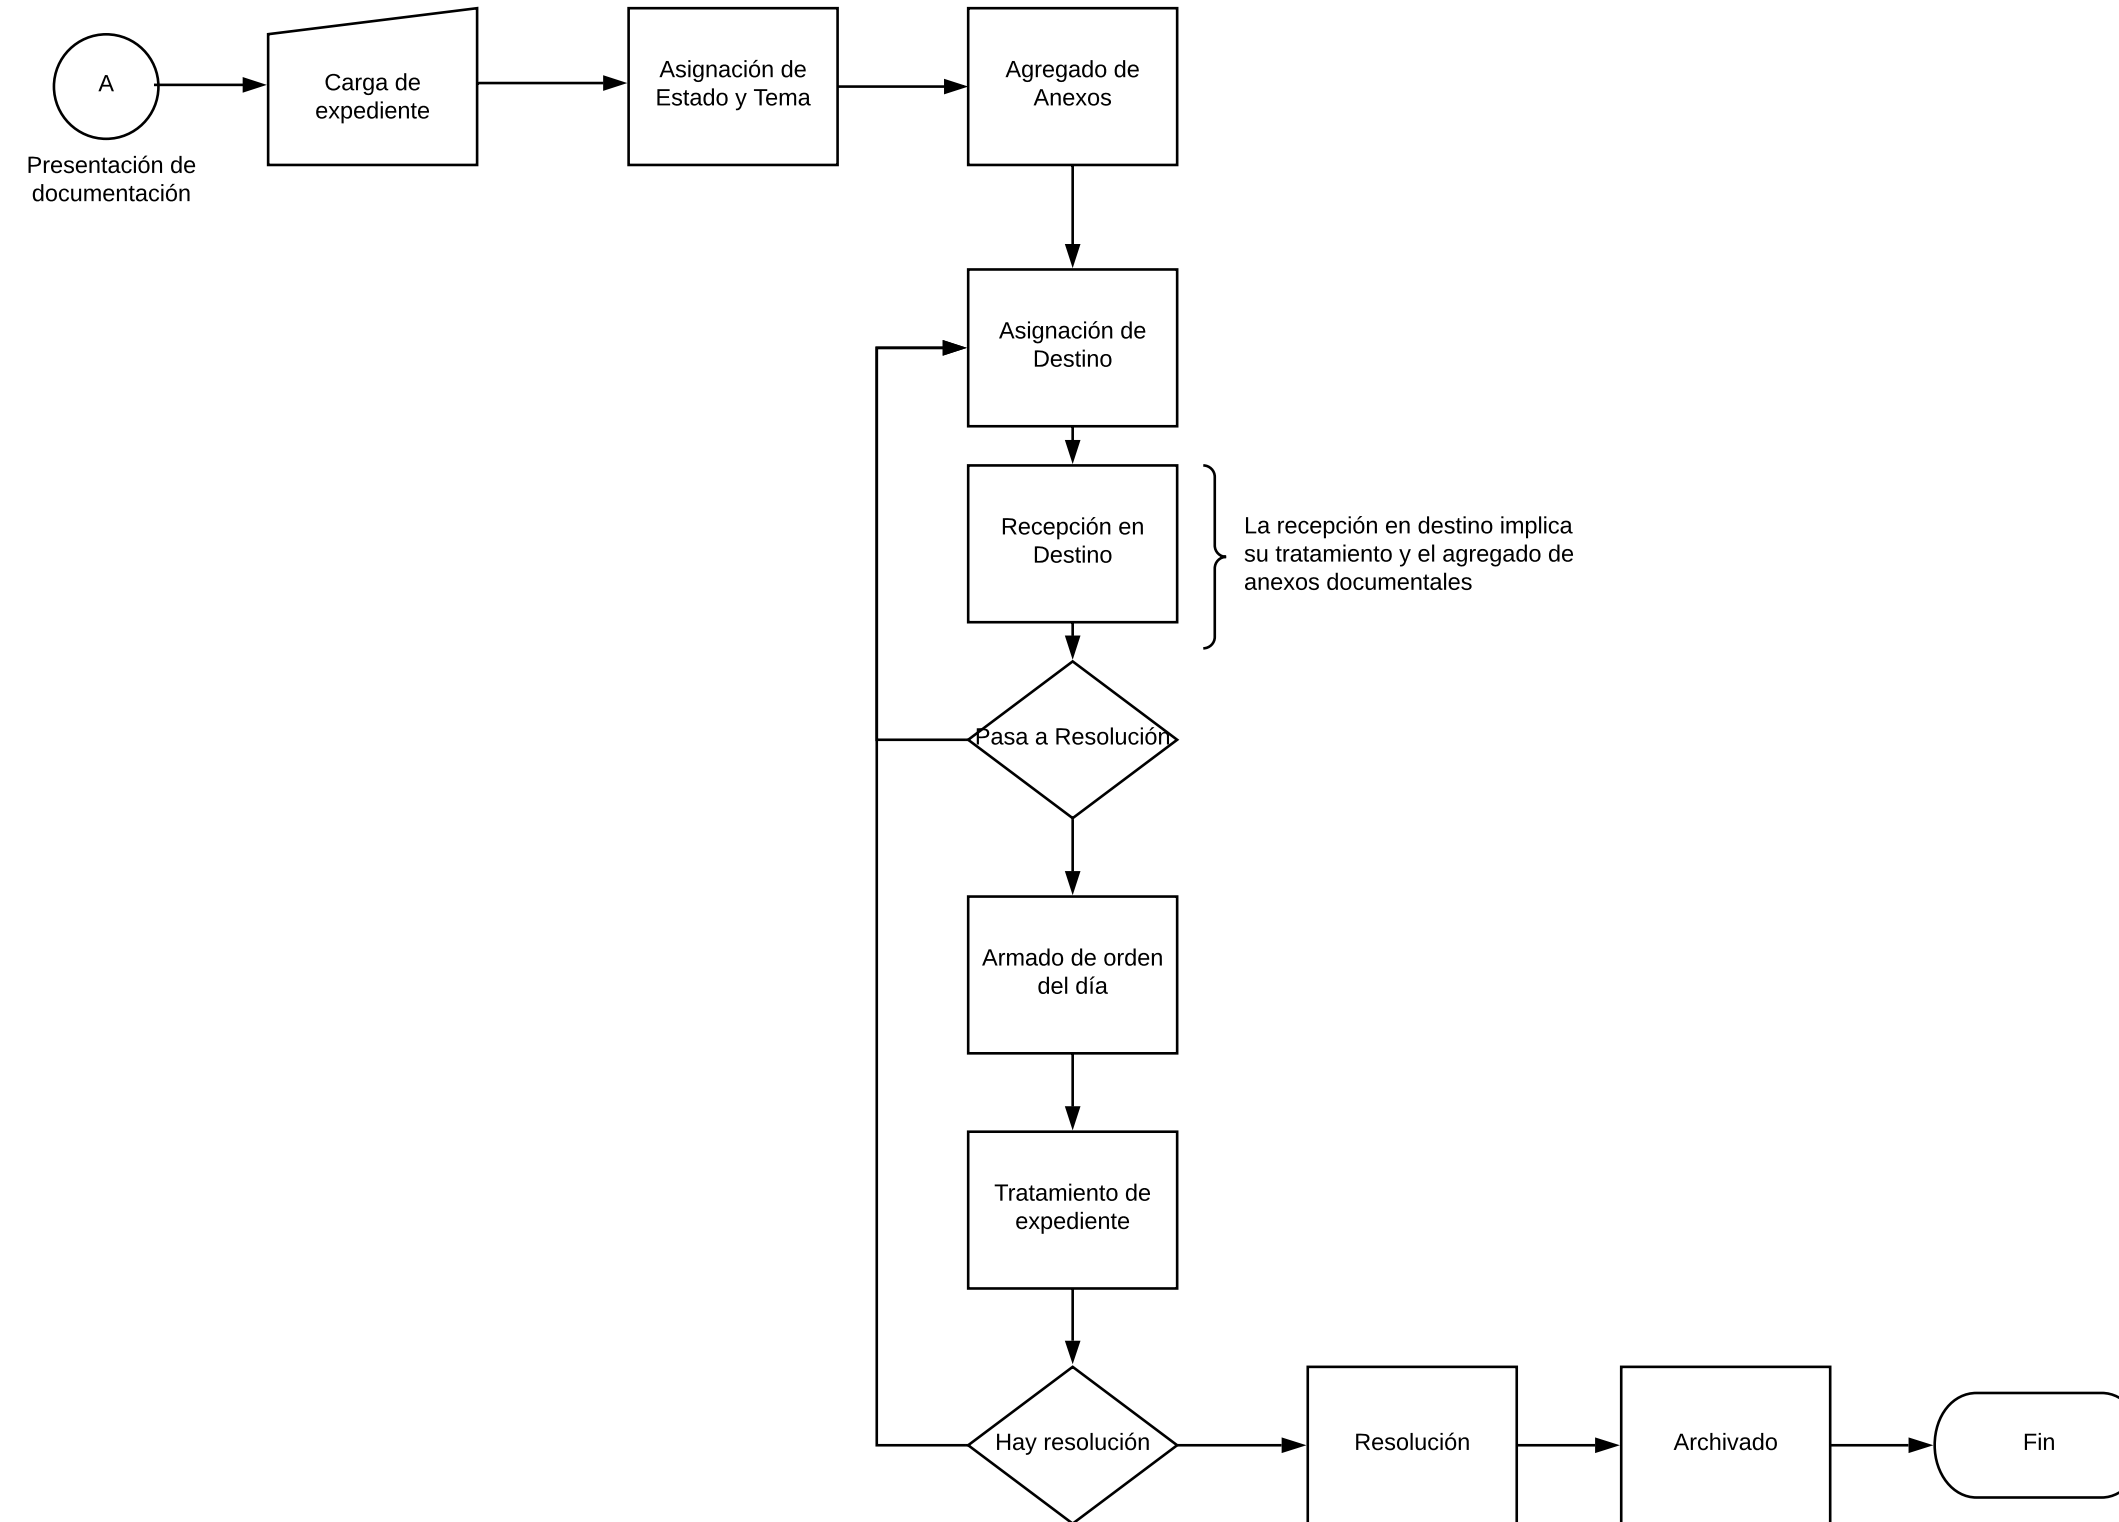 A
Presentación de
documentación
Carga de
expediente
Asignación de
Estado y Tema
Agregado de
Anexos
Asignación de
Destino
Recepción en
Destino
La recepción en destino implica
su tratamiento y el agregado de
anexos documentales
Pasa a Resolución
Armado de orden
del día
Tratamiento de
expediente
Hay resolución
Resolución
Archivado
Fin